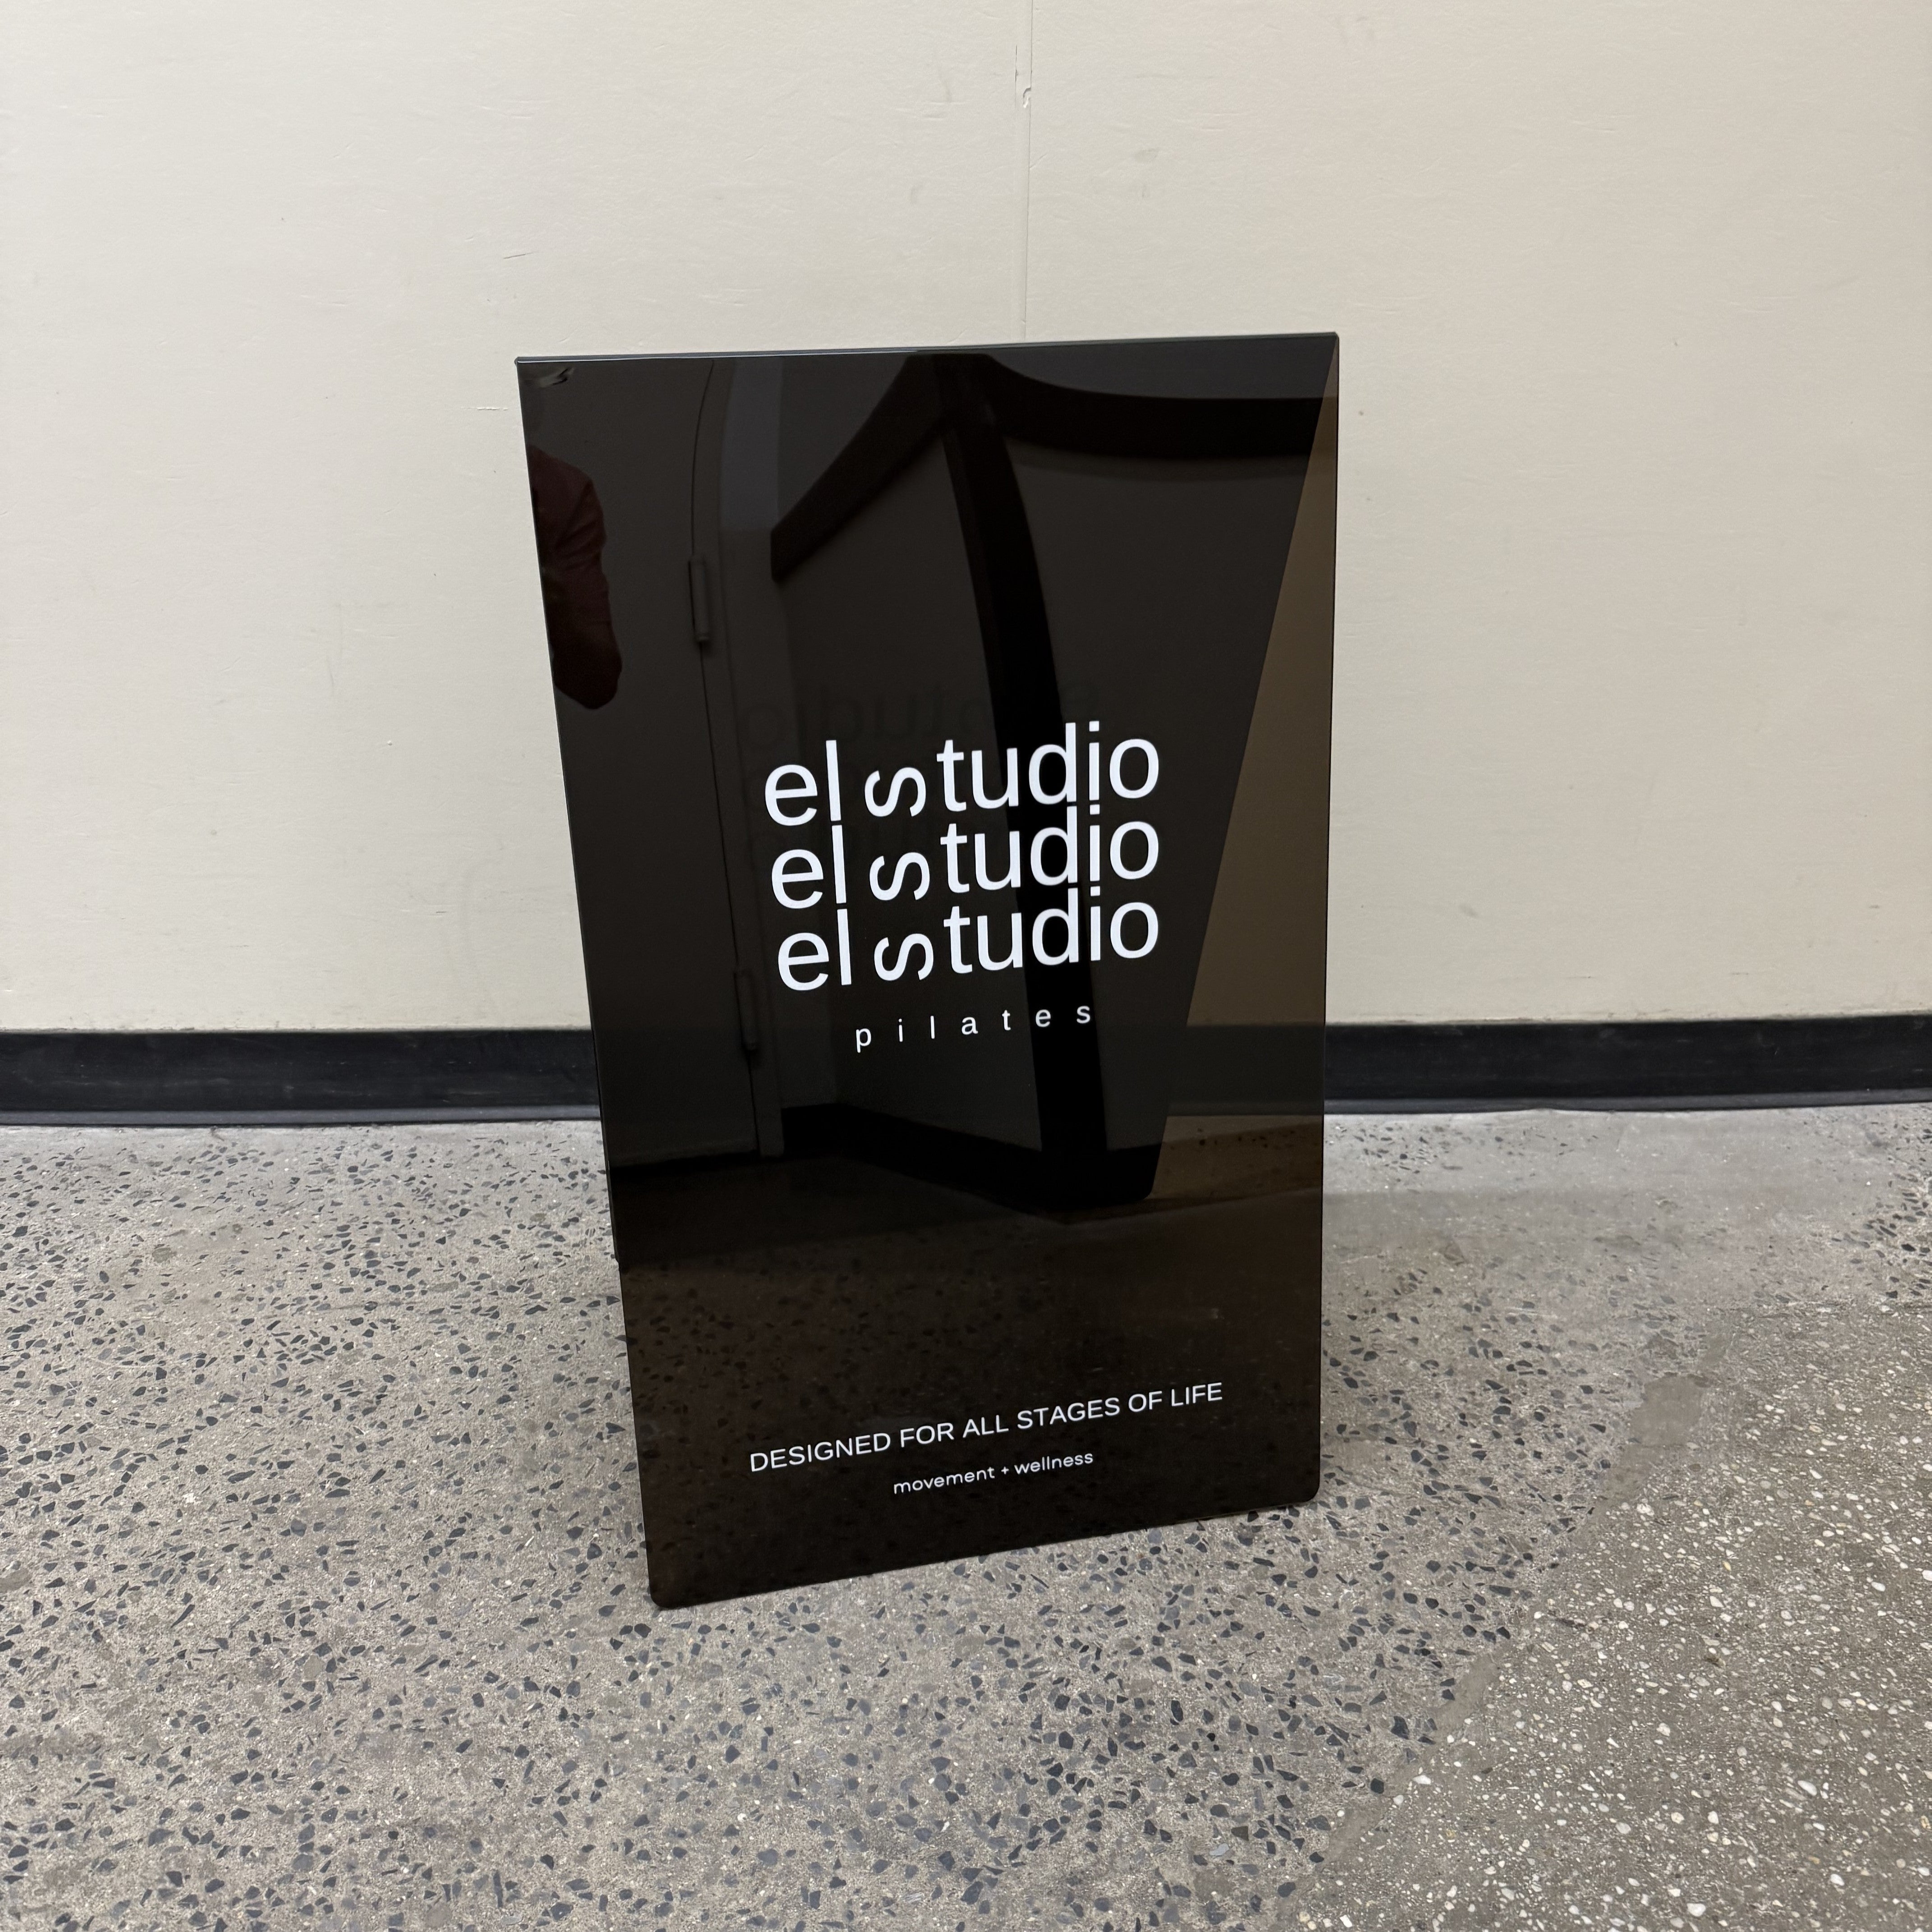 el studio
el studio
el studio
pilates
DESIGNED FOR ALL STAGES OF LIFE
movement + wellness